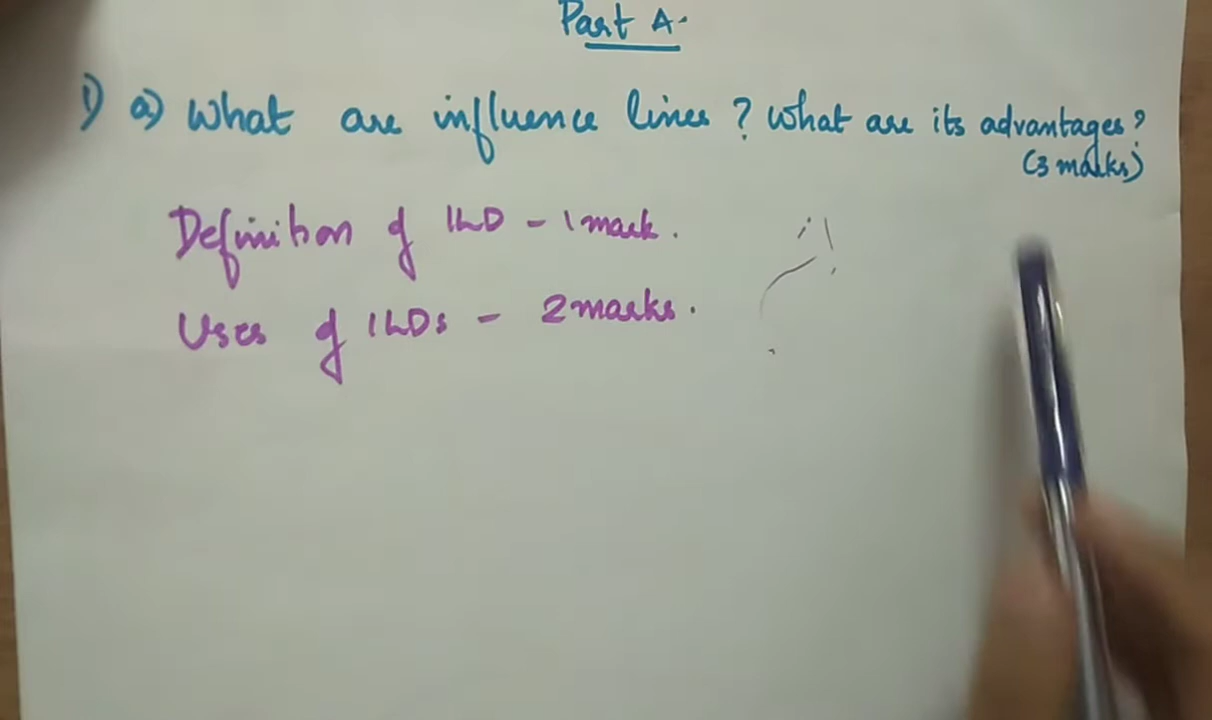 Part A.
1) a) What are influence lines ? What are its advantages ?
(3 marks)
Definition of ILD - 1 mark.
Uses of ILDs - 2 marks.